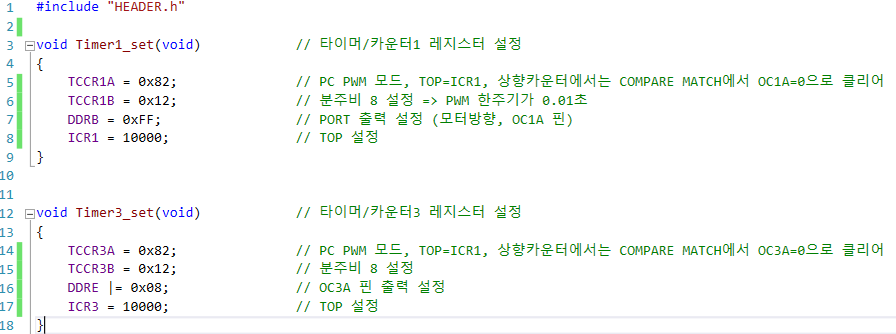 1 #include "HEADER.h"
2
3 void Timer1_set(void) // 타이머/카운터1 레지스터 설정
4 {
5 TCCR1A = 0x82; // PC PWM 모드, TOP=ICR1, 상향카운터에서는 COMPARE MATCH에서 OC1A=0으로 클리어
6 TCCR1B = 0x12; // 분주비 8 설정 => PWM 한주기가 0.01초
7 DDRB = 0xFF; // PORT 출력 설정 (모터방향, OC1A 핀)
8 ICR1 = 10000; // TOP 설정
9 }
10
11
12 void Timer3_set(void) // 타이머/카운터3 레지스터 설정
13 {
14 TCCR3A = 0x82; // PC PWM 모드, TOP=ICR1, 상향카운터에서는 COMPARE MATCH에서 OC3A=0으로 클리어
15 TCCR3B = 0x12; // 분주비 8 설정
16 DDRE |= 0x08; // OC3A 핀 출력 설정
17 ICR3 = 10000; // TOP 설정
18 }